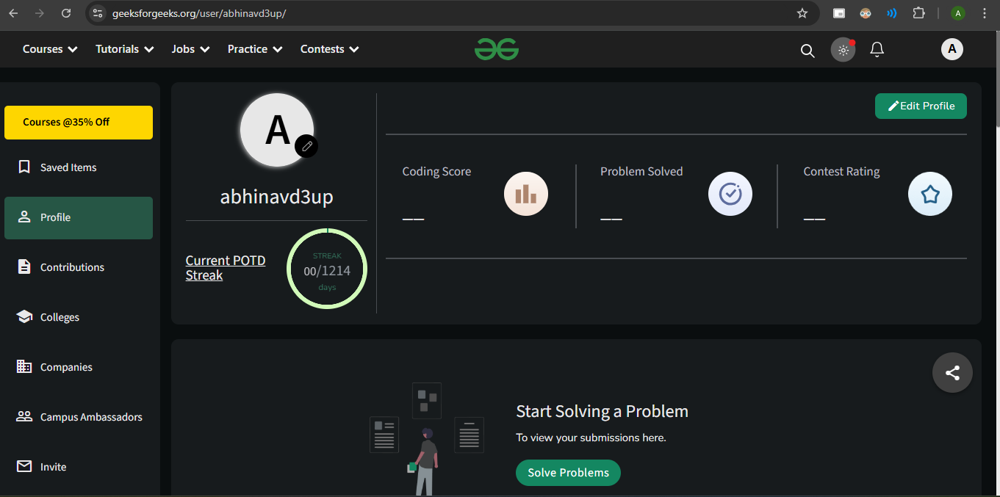 geeksforgeeks.org/user/abhinavd3up/
A
Courses
Tutorials
Jobs
Practice
Contests
A
Courses @35% Off
Saved Items
Profile
Contributions
Colleges
Companies
Campus Ambassadors
Invite
A
abhinavd3up
Current POTD
Streak
STREAK
00/1214
days
Edit Profile
Coding Score
__
Problem Solved
__
Contest Rating
__
Start Solving a Problem
To view your submissions here.
Solve Problems